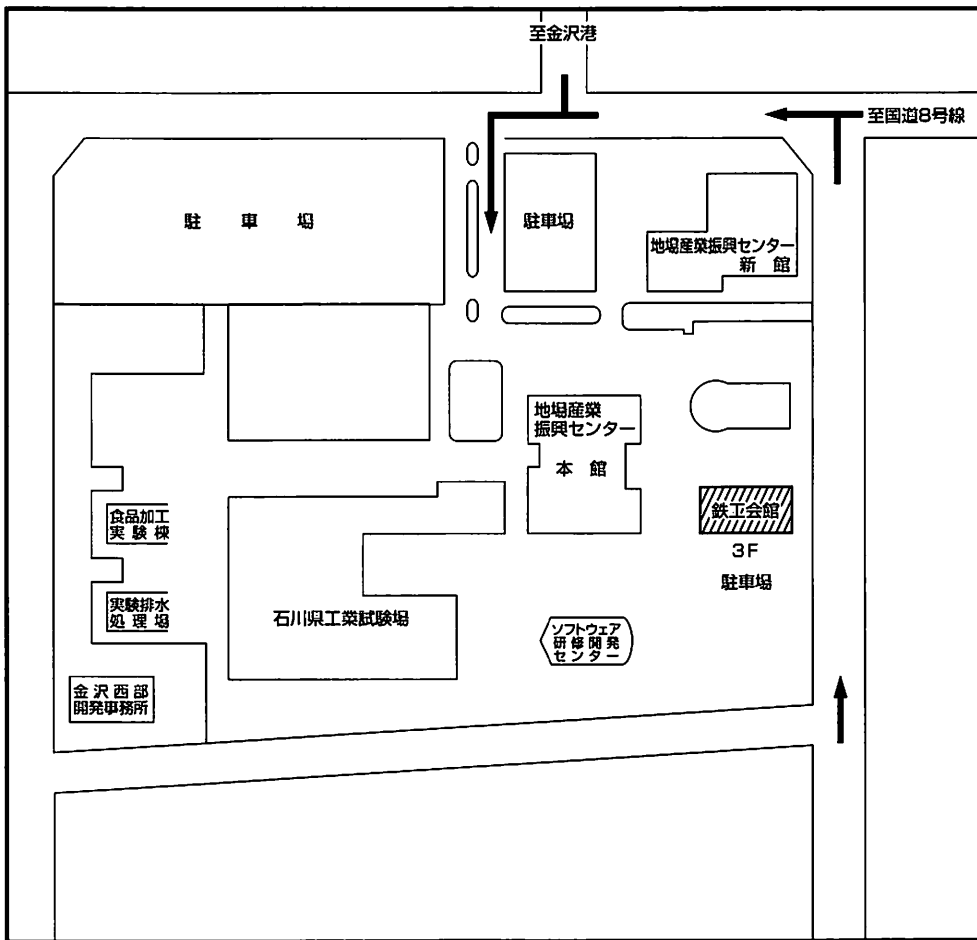 至金沢港
至国道8号線
駐車場
駐車場
地場産業振興センター
新館
地場産業
振興センター
本館
鉄工会館
3F
駐車場
食品加工
実験棟
実験排水
処理場
石川県工業試験場
ソフトウェア
研修開発
センター
金沢西部
開発事務所